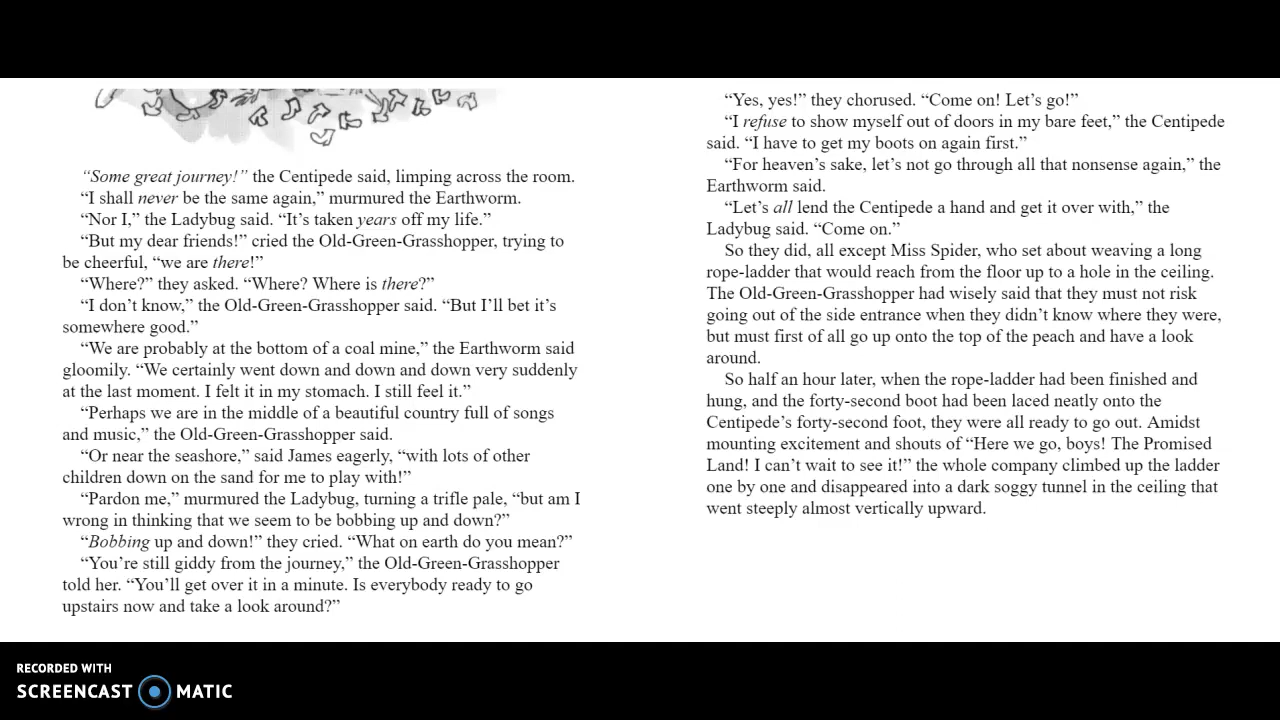 “Some great journey!” the Centipede said, limping across the room.
“I shall never be the same again,” murmured the Earthworm.
“Nor I,” the Ladybug said. “It’s taken years off my life.”
“But my dear friends!” cried the Old-Green-Grasshopper, trying to
be cheerful, “we are there!”
“Where?” they asked. “Where? Where is there?”
“I don’t know,” the Old-Green-Grasshopper said. “But I’ll bet it’s
somewhere good.”
“We are probably at the bottom of a coal mine,” the Earthworm said
gloomily. “We certainly went down and down and down very suddenly
at the last moment. I felt it in my stomach. I still feel it.”
“Perhaps we are in the middle of a beautiful country full of songs
and music,” the Old-Green-Grasshopper said.
“Or near the seashore,” said James eagerly, “with lots of other
children down on the sand for me to play with!”
“Pardon me,” murmured the Ladybug, turning a trifle pale, “but am I
wrong in thinking that we seem to be bobbing up and down?”
“Bobbing up and down!” they cried. “What on earth do you mean?”
“You’re still giddy from the journey,” the Old-Green-Grasshopper
told her. “You’ll get over it in a minute. Is everybody ready to go
upstairs now and take a look around?”
“Yes, yes!” they chorused. “Come on! Let’s go!”
“I refuse to show myself out of doors in my bare feet,” the Centipede
said. “I have to get my boots on again first.”
“For heaven’s sake, let’s not go through all that nonsense again,” the
Earthworm said.
“Let’s all lend the Centipede a hand and get it over with,” the
Ladybug said. “Come on.”
So they did, all except Miss Spider, who set about weaving a long
rope-ladder that would reach from the floor up to a hole in the ceiling.
The Old-Green-Grasshopper had wisely said that they must not risk
going out of the side entrance when they didn’t know where they were,
but must first of all go up onto the top of the peach and have a look
around.
So half an hour later, when the rope-ladder had been finished and
hung, and the forty-second boot had been laced neatly onto the
Centipede’s forty-second foot, they were all ready to go out. Amidst
mounting excitement and shouts of “Here we go, boys! The Promised
Land! I can’t wait to see it!” the whole company climbed up the ladder
one by one and disappeared into a dark soggy tunnel in the ceiling that
went steeply almost vertically upward.
RECORDED WITH
SCREENCAST MATIC